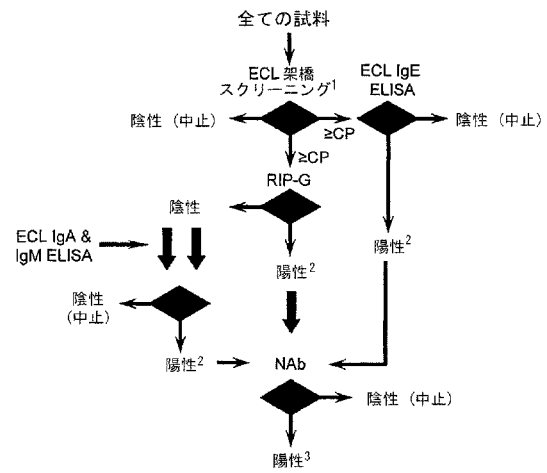 全ての試料
ECL 架橋
スクリーニング1
ECL IgE
ELISA
陰性（中止）
≥CP
陰性（中止）
≥CP
RIP-G
陰性
ECL IgA &
IgM ELISA
陽性2
陽性2
陰性
（中止）
陽性2
NAb
陰性（中止）
陽性3